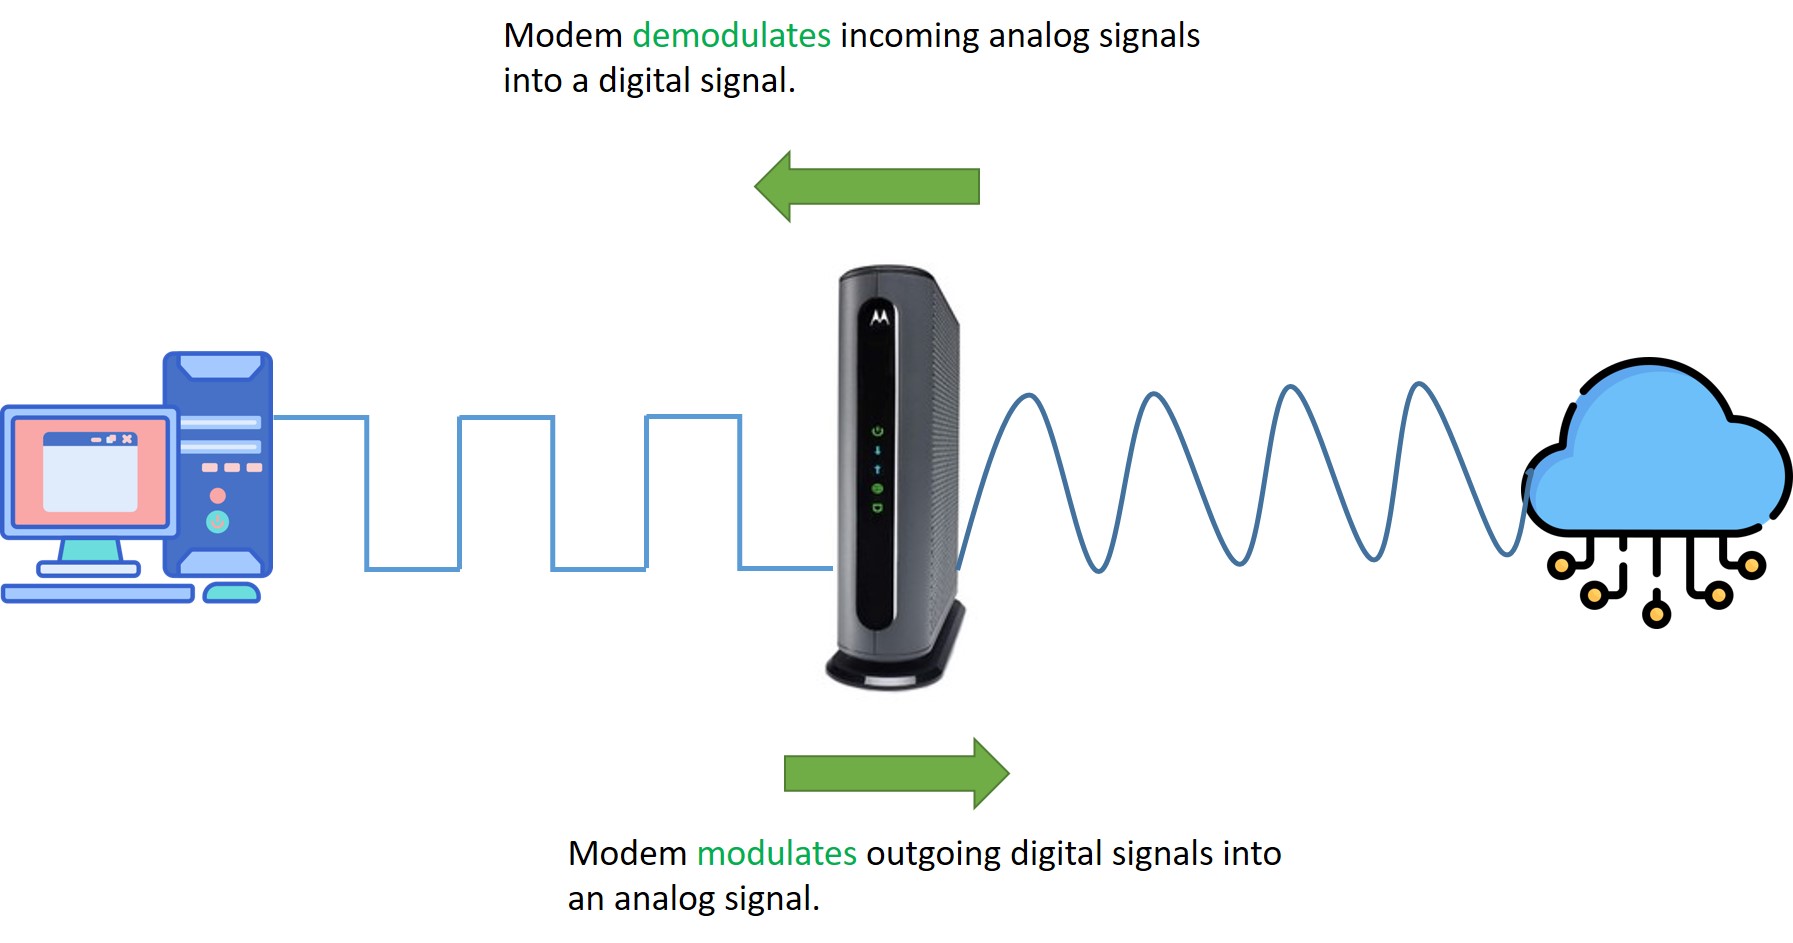 Modem demodulates incoming analog signals
into a digital signal.
Modem modulates outgoing digital signals into
an analog signal.